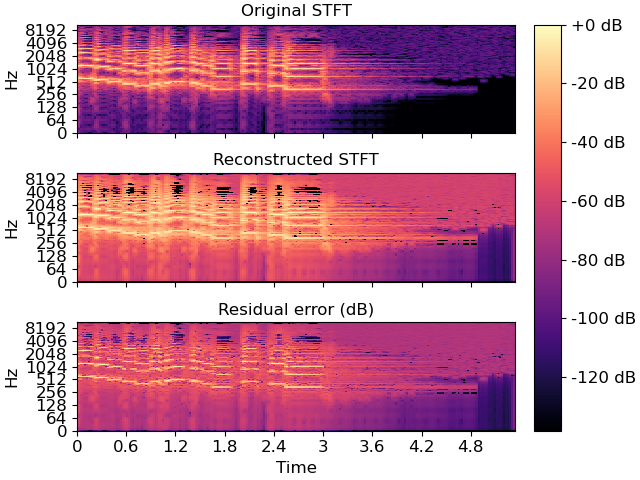 Original STFT
Hz
8192
4096
2048
1024
512
256
128
64
0
Reconstructed STFT
Hz
8192
4096
2048
1024
512
256
128
64
0
Residual error (dB)
Hz
8192
4096
2048
1024
512
256
128
64
0
0 0.6 1.2 1.8 2.4 3 3.6 4.2 4.8
Time
+0 dB
-20 dB
-40 dB
-60 dB
-80 dB
-100 dB
-120 dB